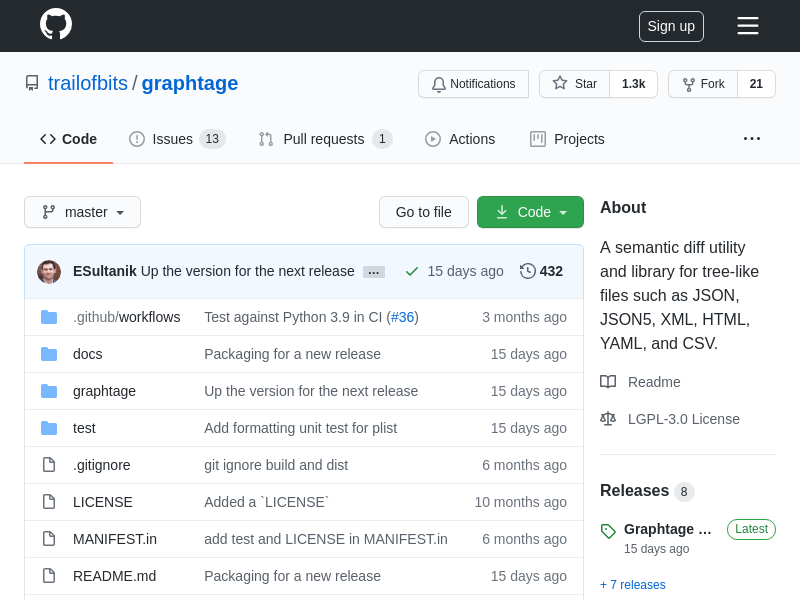 Sign up
trailofbits / graphtage
Notifications Star 1.3k Fork 21
Code Issues 13 Pull requests 1 Actions Projects ...
master Go to file Code
ESultanik Up the version for the next release ... 15 days ago 432
.github/workflows Test against Python 3.9 in CI (#36) 3 months ago
docs Packaging for a new release 15 days ago
graphtage Up the version for the next release 15 days ago
test Add formatting unit test for plist 15 days ago
.gitignore git ignore build and dist 6 months ago
LICENSE Added a `LICENSE` 10 months ago
MANIFEST.in add test and LICENSE in MANIFEST.in 6 months ago
README.md Packaging for a new release 15 days ago
About
A semantic diff utility
and library for tree-like
files such as JSON,
JSON5, XML, HTML,
YAML, and CSV.
Readme
LGPL-3.0 License
Releases 8
Graphtage ... Latest
15 days ago
+ 7 releases